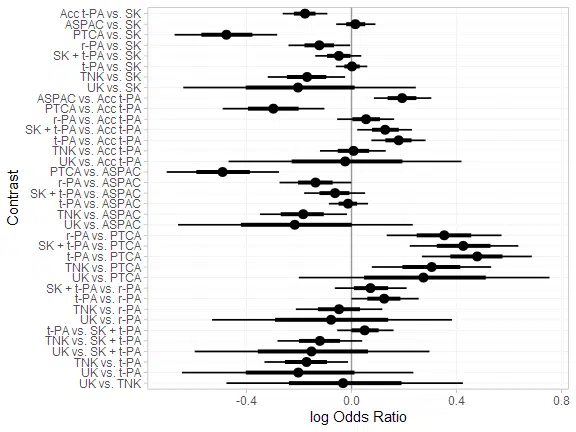 Acc t-PA vs. SK
ASPAC vs. SK
PTCA vs. SK
r-PA vs. SK
SK + t-PA vs. SK
t-PA vs. SK
TNK vs. SK
UK vs. SK
ASPAC vs. Acc t-PA
PTCA vs. Acc t-PA
r-PA vs. Acc t-PA
SK + t-PA vs. Acc t-PA
t-PA vs. Acc t-PA
TNK vs. Acc t-PA
UK vs. Acc t-PA
PTCA vs. ASPAC
r-PA vs. ASPAC
SK + t-PA vs. ASPAC
t-PA vs. ASPAC
TNK vs. ASPAC
UK vs. ASPAC
r-PA vs. PTCA
SK + t-PA vs. PTCA
t-PA vs. PTCA
TNK vs. PTCA
UK vs. PTCA
SK + t-PA vs. r-PA
t-PA vs. r-PA
TNK vs. r-PA
UK vs. r-PA
t-PA vs. SK + t-PA
TNK vs. SK + t-PA
UK vs. SK + t-PA
TNK vs. t-PA
UK vs. t-PA
UK vs. TNK
Contrast
-0.4 0.0 0.4 0.8
log Odds Ratio